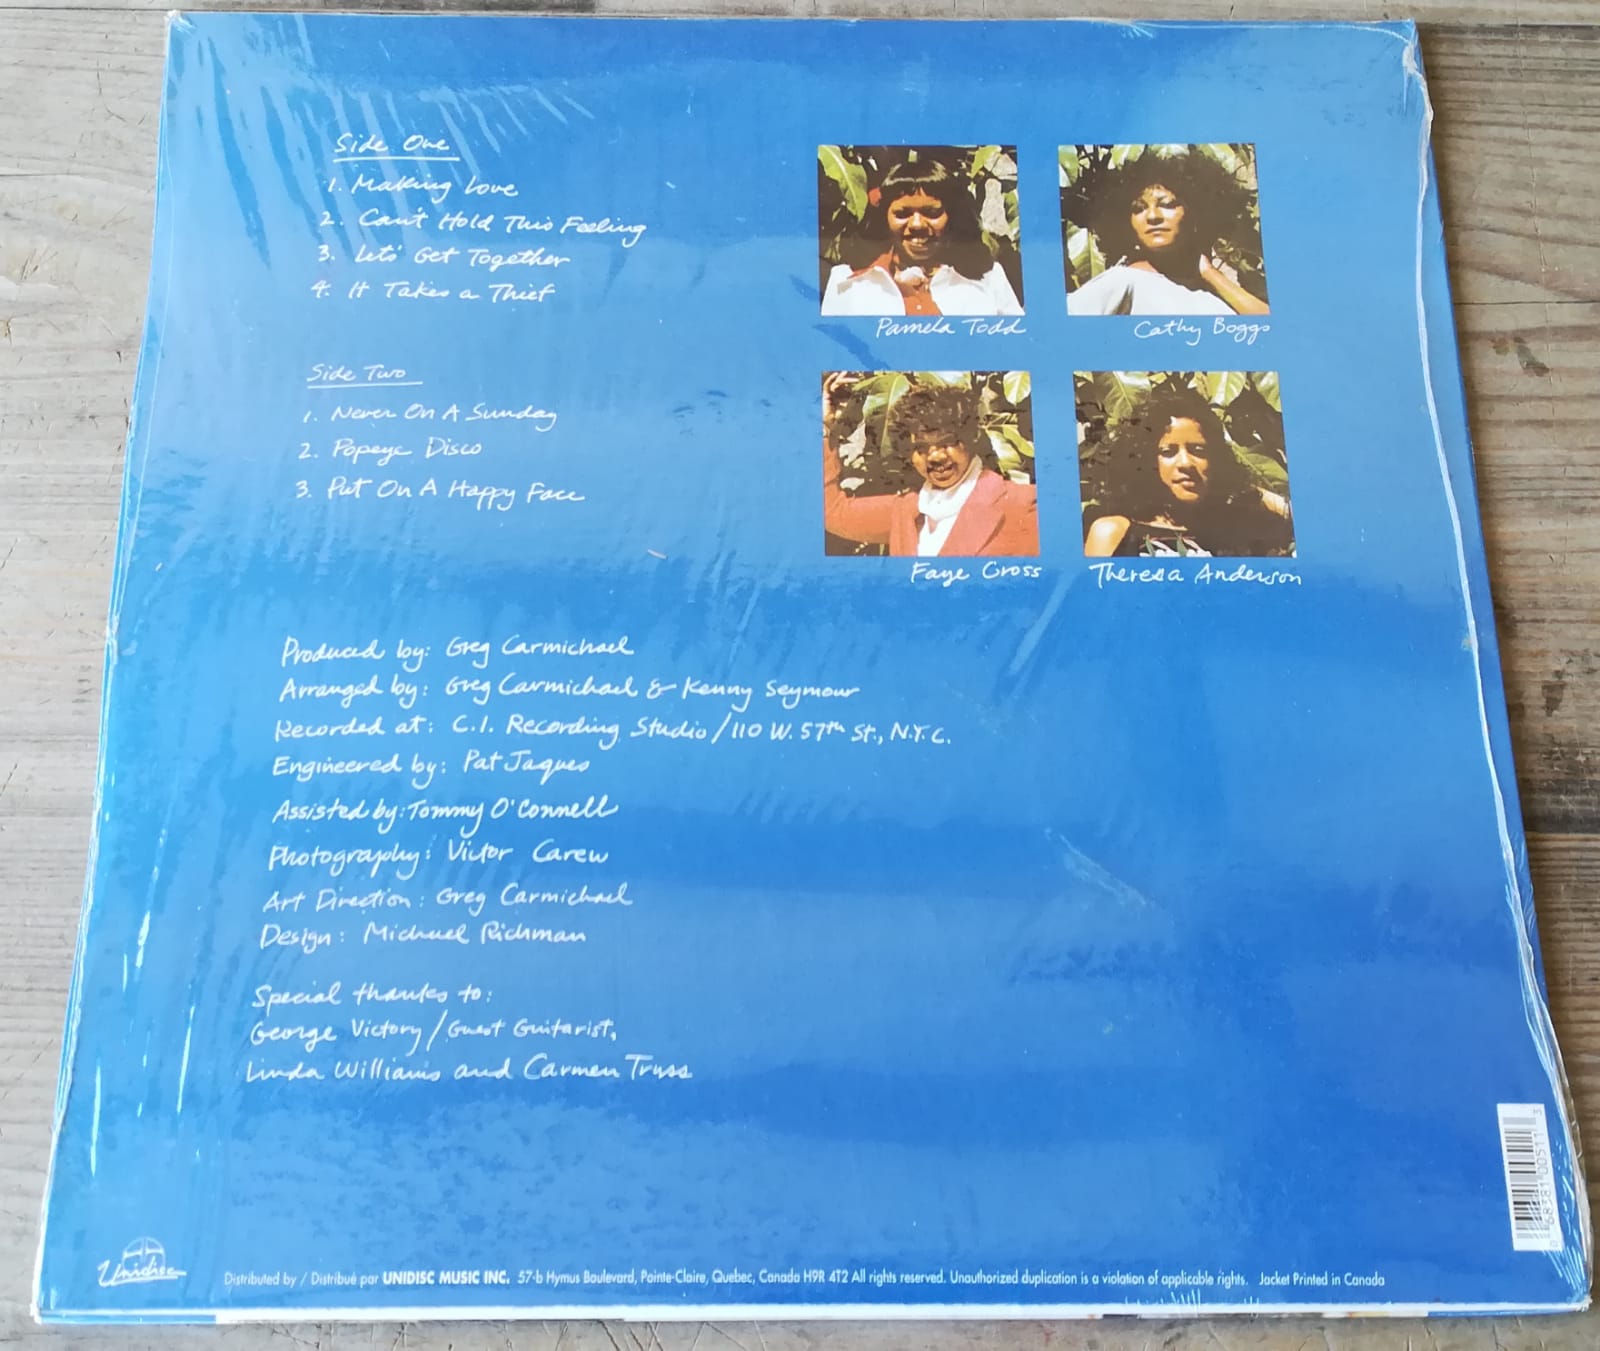 Side One
1. Making Love
2. Can't Hold This Feeling
3. Lets' Get Together
4. It Takes a Thief
Side Two
1. Never On A Sunday
2. Popeye Disco
3. Put On A Happy Face
Pamela Todd
Cathy Boggs
Faye Cross
Theresa Anderson
Produced by: Greg Carmichael
Arranged by: Greg Carmichael & Kenny Seymour
Recorded at: C.I. Recording Studio / 110 W. 57th St., N.Y.C.
Engineered by: Pat Jaques
Assisted by: Tommy O'Connell
Photography: Victor Carew
Art Direction: Greg Carmichael
Design: Michael Richman
Special thanks to:
George Victory / Guest Guitarist,
Linda Williams and Carmen Truss
Unidisc
Distributed by / Distribué par UNIDISC MUSIC INC. 57-b Hymus Boulevard, Pointe-Claire, Quebec, Canada H9R 4T2 All rights reserved. Unauthorized duplication is a violation of applicable rights. Jacket Printed in Canada
0 68381 00511 3